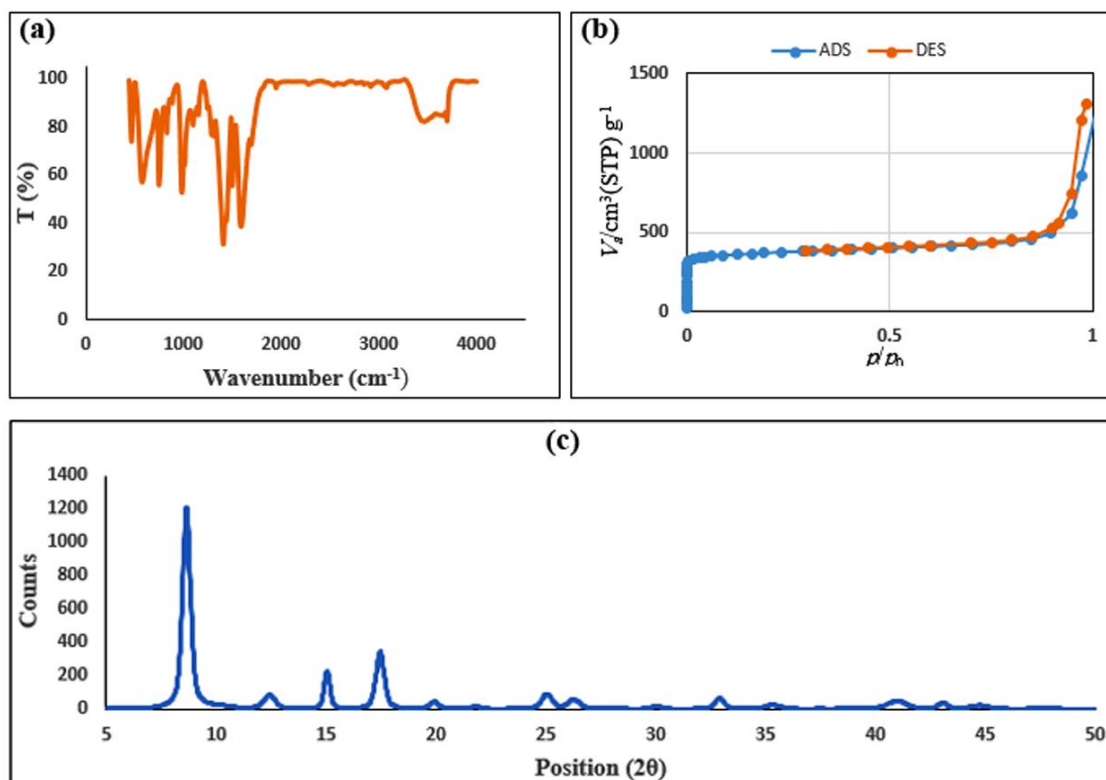 (a)
T (%)
100
80
60
40
20
0
0 1000 2000 3000 4000
Wavenumber (cm-1)
(b)
ADS DES
Va/cm3(STP) g-1
1500
1000
500
0
0 0.5 1
p/p0
(c)
Counts
1400
1200
1000
800
600
400
200
0
5 10 15 20 25 30 35 40 45 50
Position (2θ)